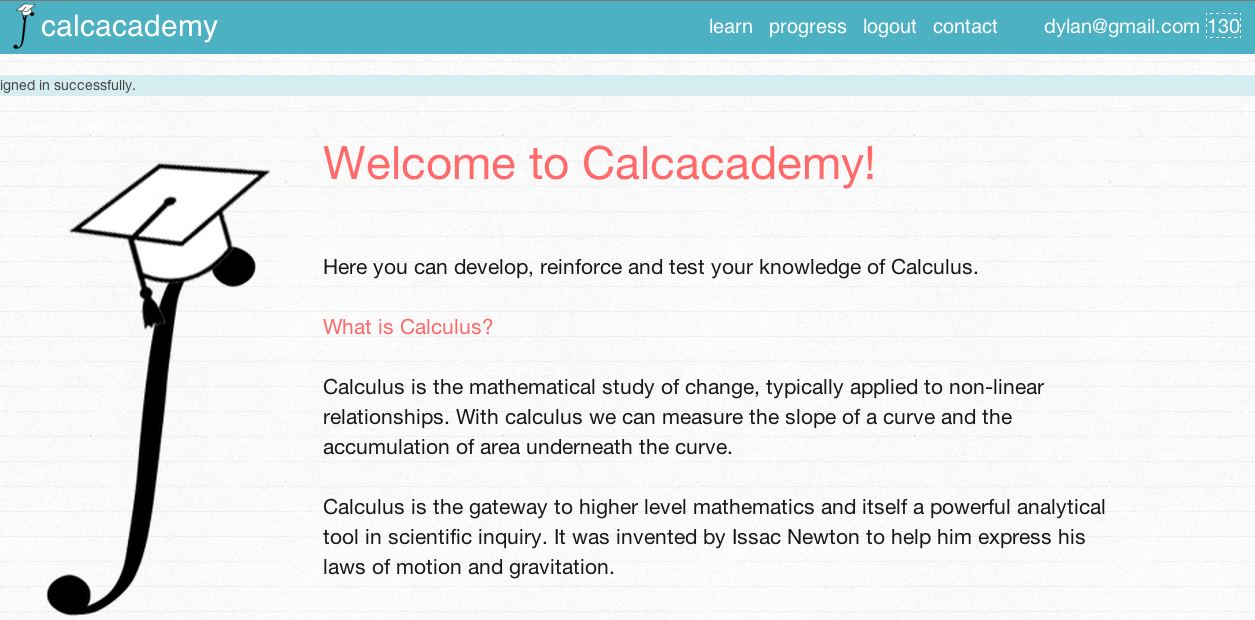 calcacademy
learn progress logout contact dylan@gmail.com 130
igned in successfully.
Welcome to Calcacademy!
Here you can develop, reinforce and test your knowledge of Calculus.
What is Calculus?
Calculus is the mathematical study of change, typically applied to non-linear
relationships. With calculus we can measure the slope of a curve and the
accumulation of area underneath the curve.
Calculus is the gateway to higher level mathematics and itself a powerful analytical
tool in scientific inquiry. It was invented by Issac Newton to help him express his
laws of motion and gravitation.